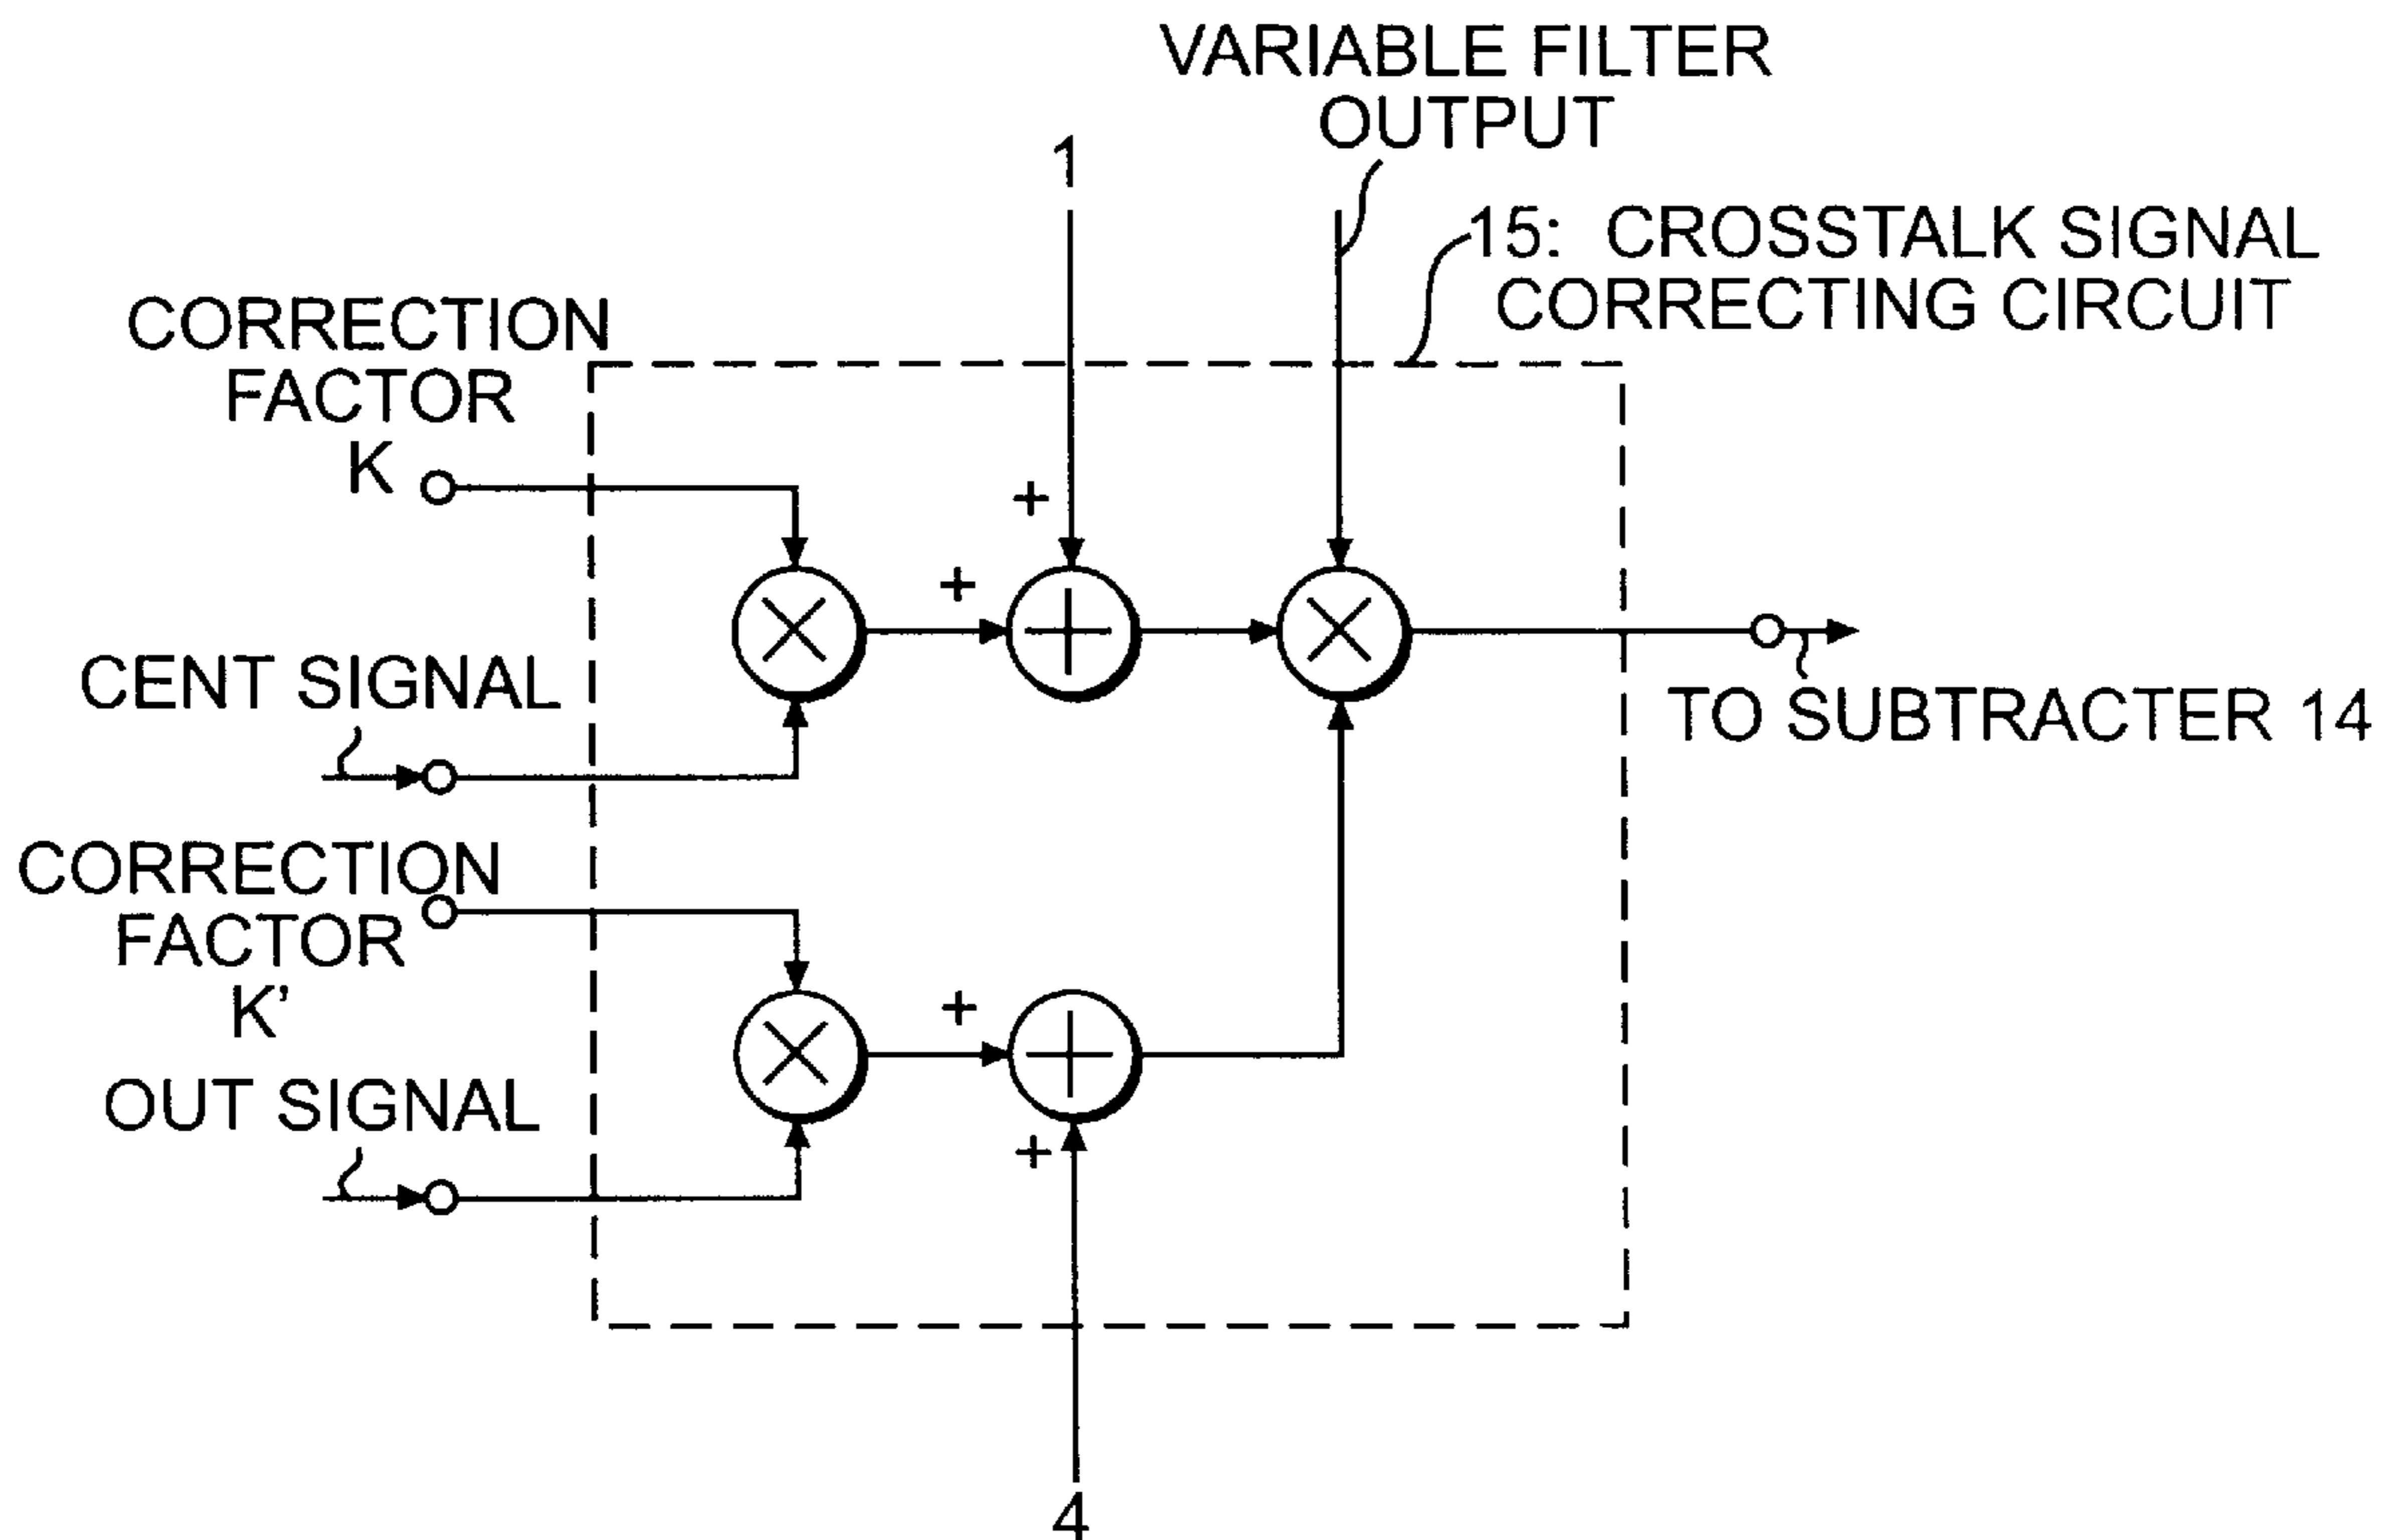 VARIABLE FILTER
OUTPUT
1
15: CROSSTALK SIGNAL
CORRECTING CIRCUIT
CORRECTION
FACTOR
K
+
+
CENT SIGNAL
TO SUBTRACTER 14
CORRECTION
FACTOR
K'
+
OUT SIGNAL
+
4